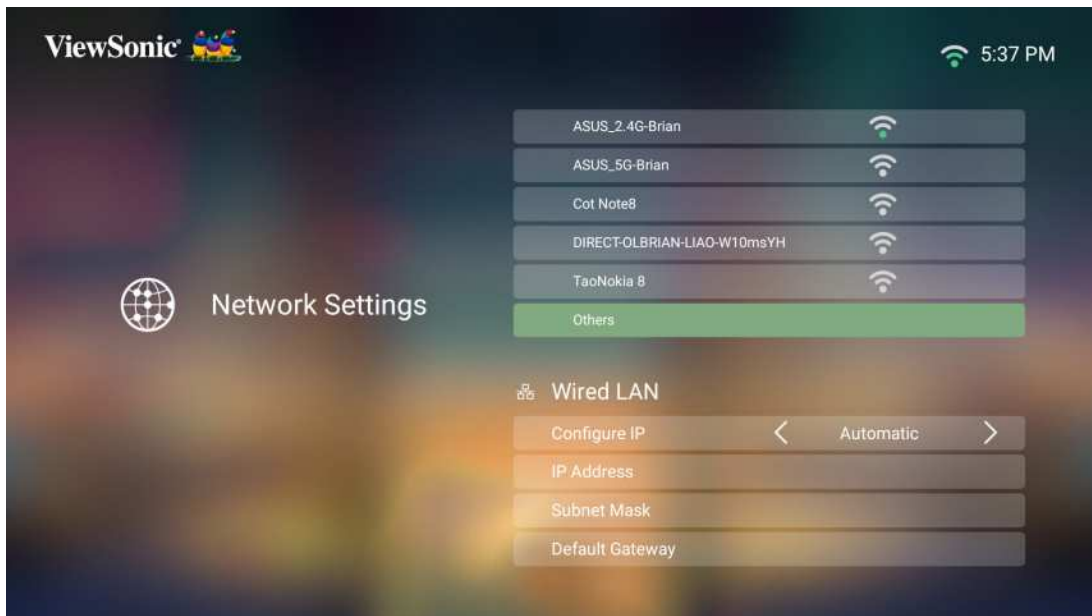 ViewSonic
5:37 PM
ASUS_2.4G-Brian
ASUS_5G-Brian
Cot Note8
DIRECT-OLBRIAN-LIAO-W10msYH
TaoNokia 8
Others
Network Settings
Wired LAN
Configure IP Automatic
IP Address
Subnet Mask
Default Gateway